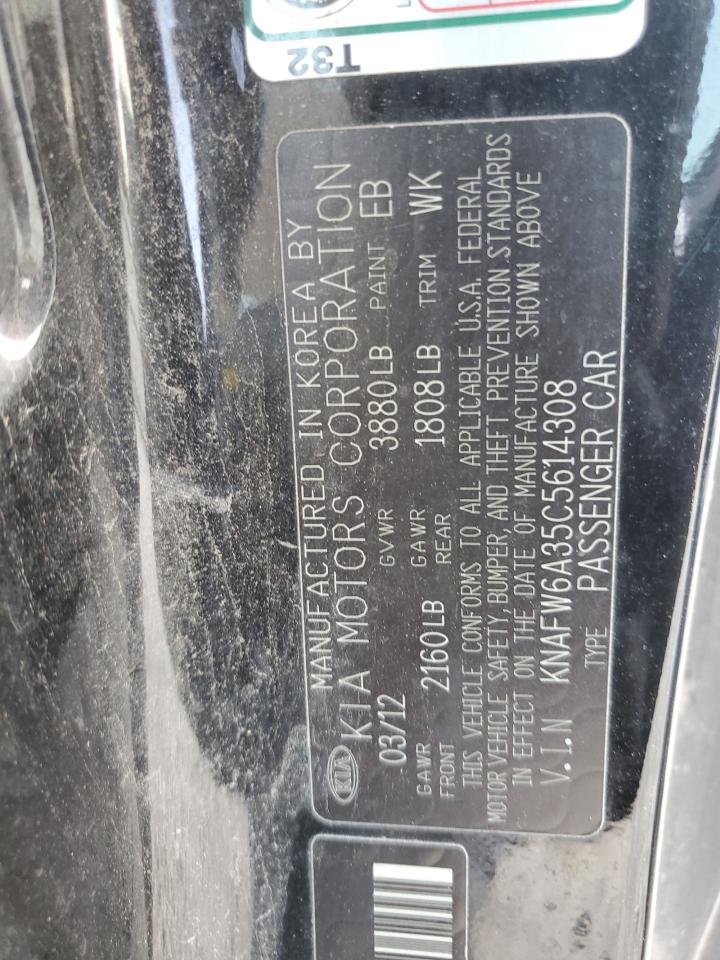 T32
KIA
MANUFACTURED IN KOREA BY
KIA MOTORS CORPORATION
03/12 GVWR 3880LB PAINT EB
GAWR FRONT 2160LB GAWR REAR 1808LB TRIM WK
THIS VEHICLE CONFORMS TO ALL APPLICABLE U.S.A. FEDERAL
MOTOR VEHICLE SAFETY, BUMPER, AND THEFT PREVENTION STANDARDS
IN EFFECT ON THE DATE OF MANUFACTURE SHOWN ABOVE
V.I.N KNAFW6A35C5614308
TYPE PASSENGER CAR